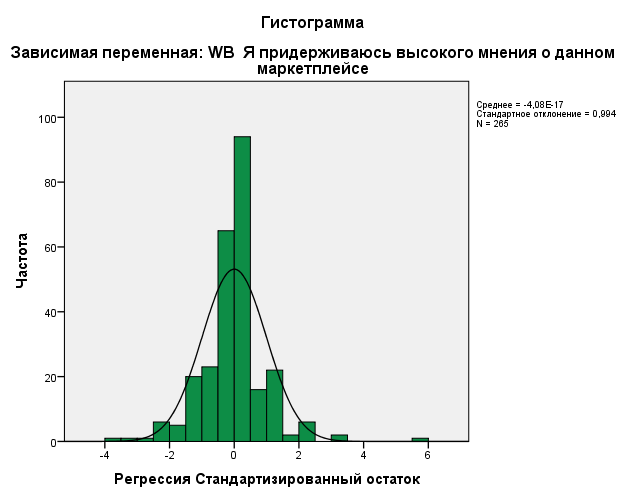 Гистограмма
Зависимая переменная: WB Я придерживаюсь высокого мнения о данном
маркетплейсе
Среднее = -4,08E-17
Стандартное отклонение = 0,994
N = 265
Частота
100
80
60
40
20
0
-4 -2 0 2 4 6
Регрессия Стандартизированный остаток